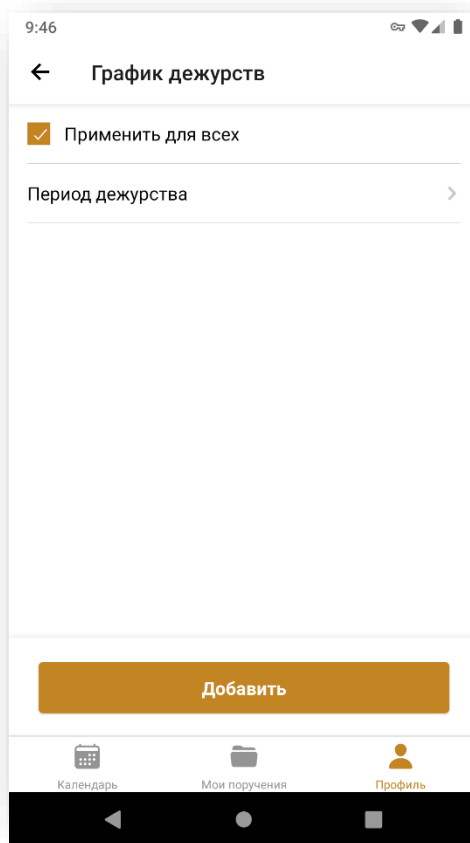 9:46
График дежурств
Применить для всех
Период дежурства
Добавить
Календарь
Мои поручения
Профиль